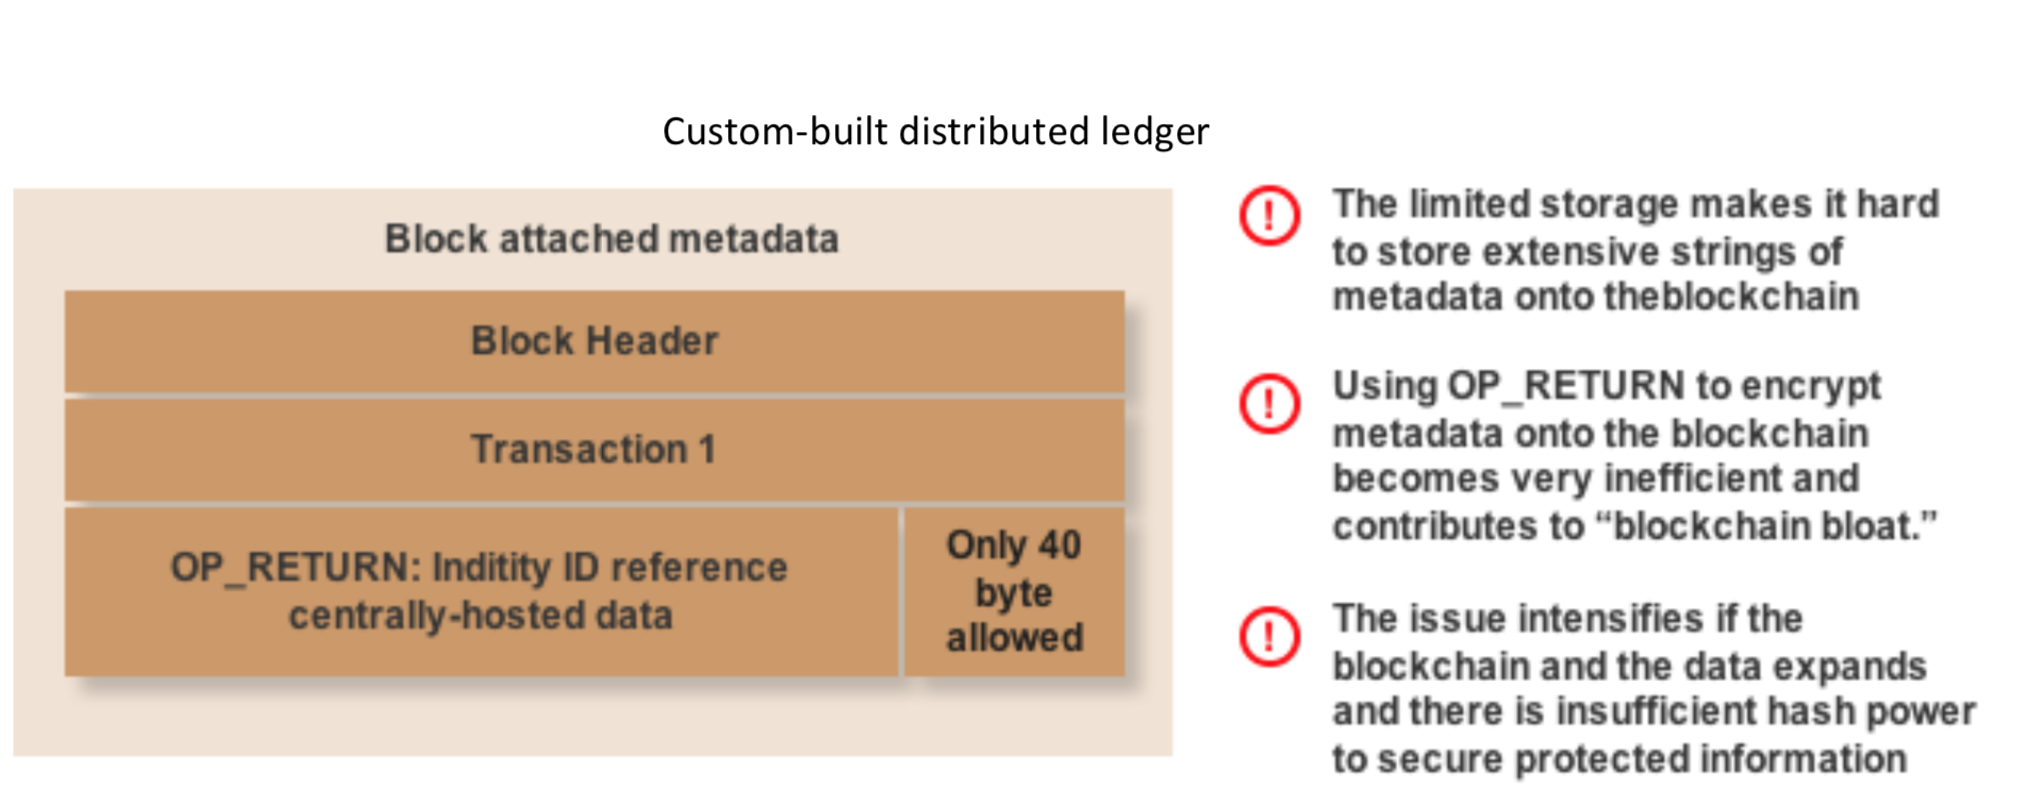 Custom-built distributed ledger
Block attached metadata
Block Header
Transaction 1
OP_RETURN: Inditity ID reference
centrally-hosted data
Only 40
byte
allowed
The limited storage makes it hard
to store extensive strings of
metadata onto theblockchain
Using OP_RETURN to encrypt
metadata onto the blockchain
becomes very inefficient and
contributes to “blockchain bloat.”
The issue intensifies if the
blockchain and the data expands
and there is insufficient hash power
to secure protected information